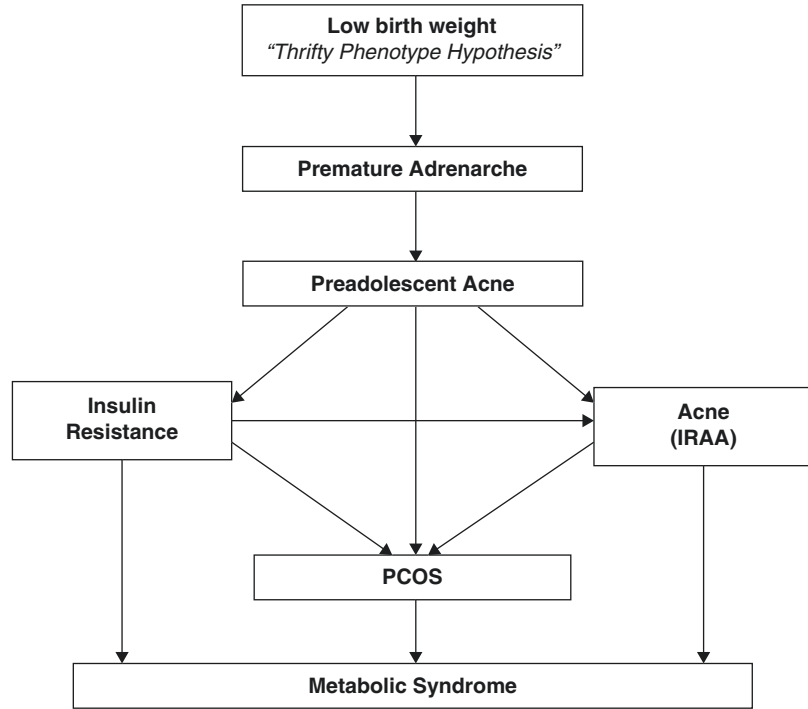 Low birth weight
“Thrifty Phenotype Hypothesis”
Premature Adrenarche
Preadolescent Acne
Insulin
Resistance
Acne
(IRAA)
PCOS
Metabolic Syndrome